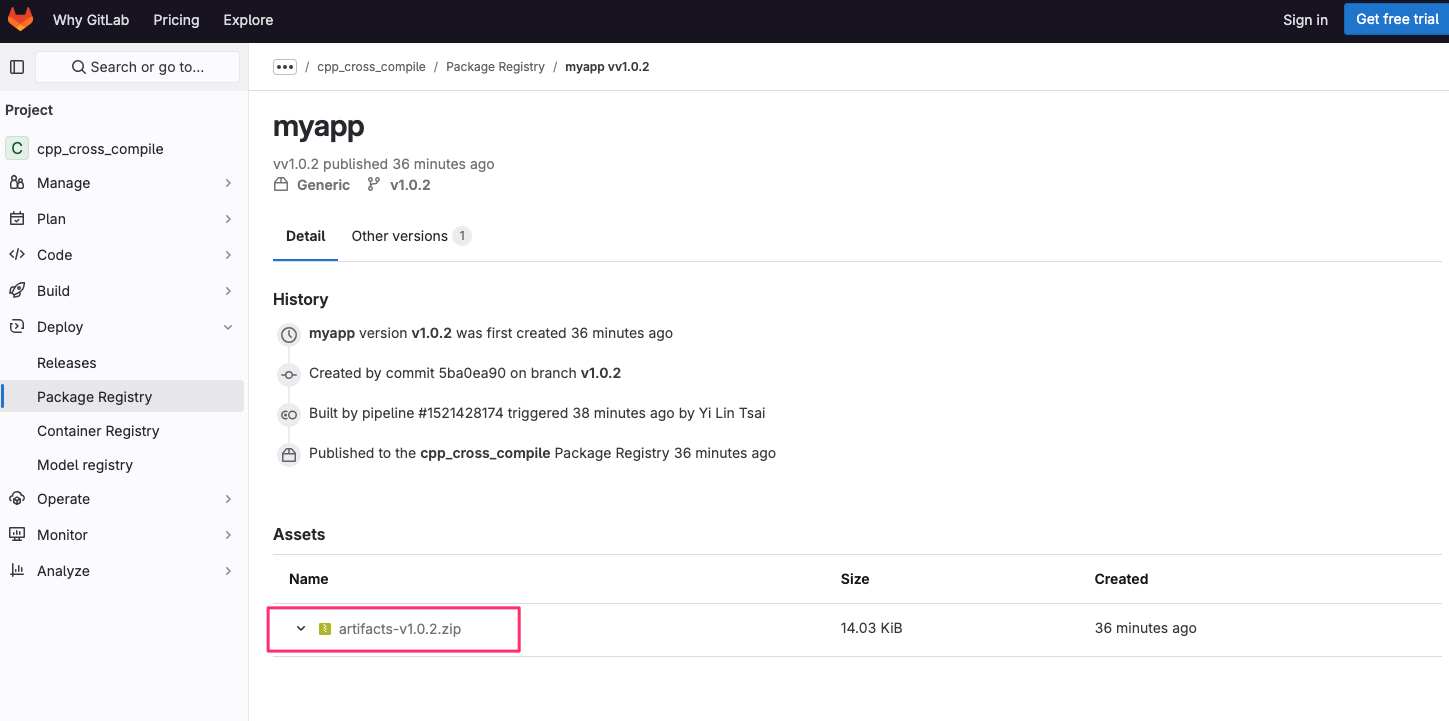 Why GitLab Pricing Explore Sign in Get free trial
Search or go to...
/ cpp_cross_compile / Package Registry / myapp vv1.0.2
Project
C cpp_cross_compile
Manage
Plan
Code
Build
Deploy
Releases
Package Registry
Container Registry
Model registry
Operate
Monitor
Analyze
myapp
vv1.0.2 published 36 minutes ago
Generic v1.0.2
Detail Other versions 1
History
myapp version v1.0.2 was first created 36 minutes ago
Created by commit 5ba0ea90 on branch v1.0.2
Built by pipeline #1521428174 triggered 38 minutes ago by Yi Lin Tsai
Published to the cpp_cross_compile Package Registry 36 minutes ago
Assets
Name Size Created
artifacts-v1.0.2.zip 14.03 KiB 36 minutes ago